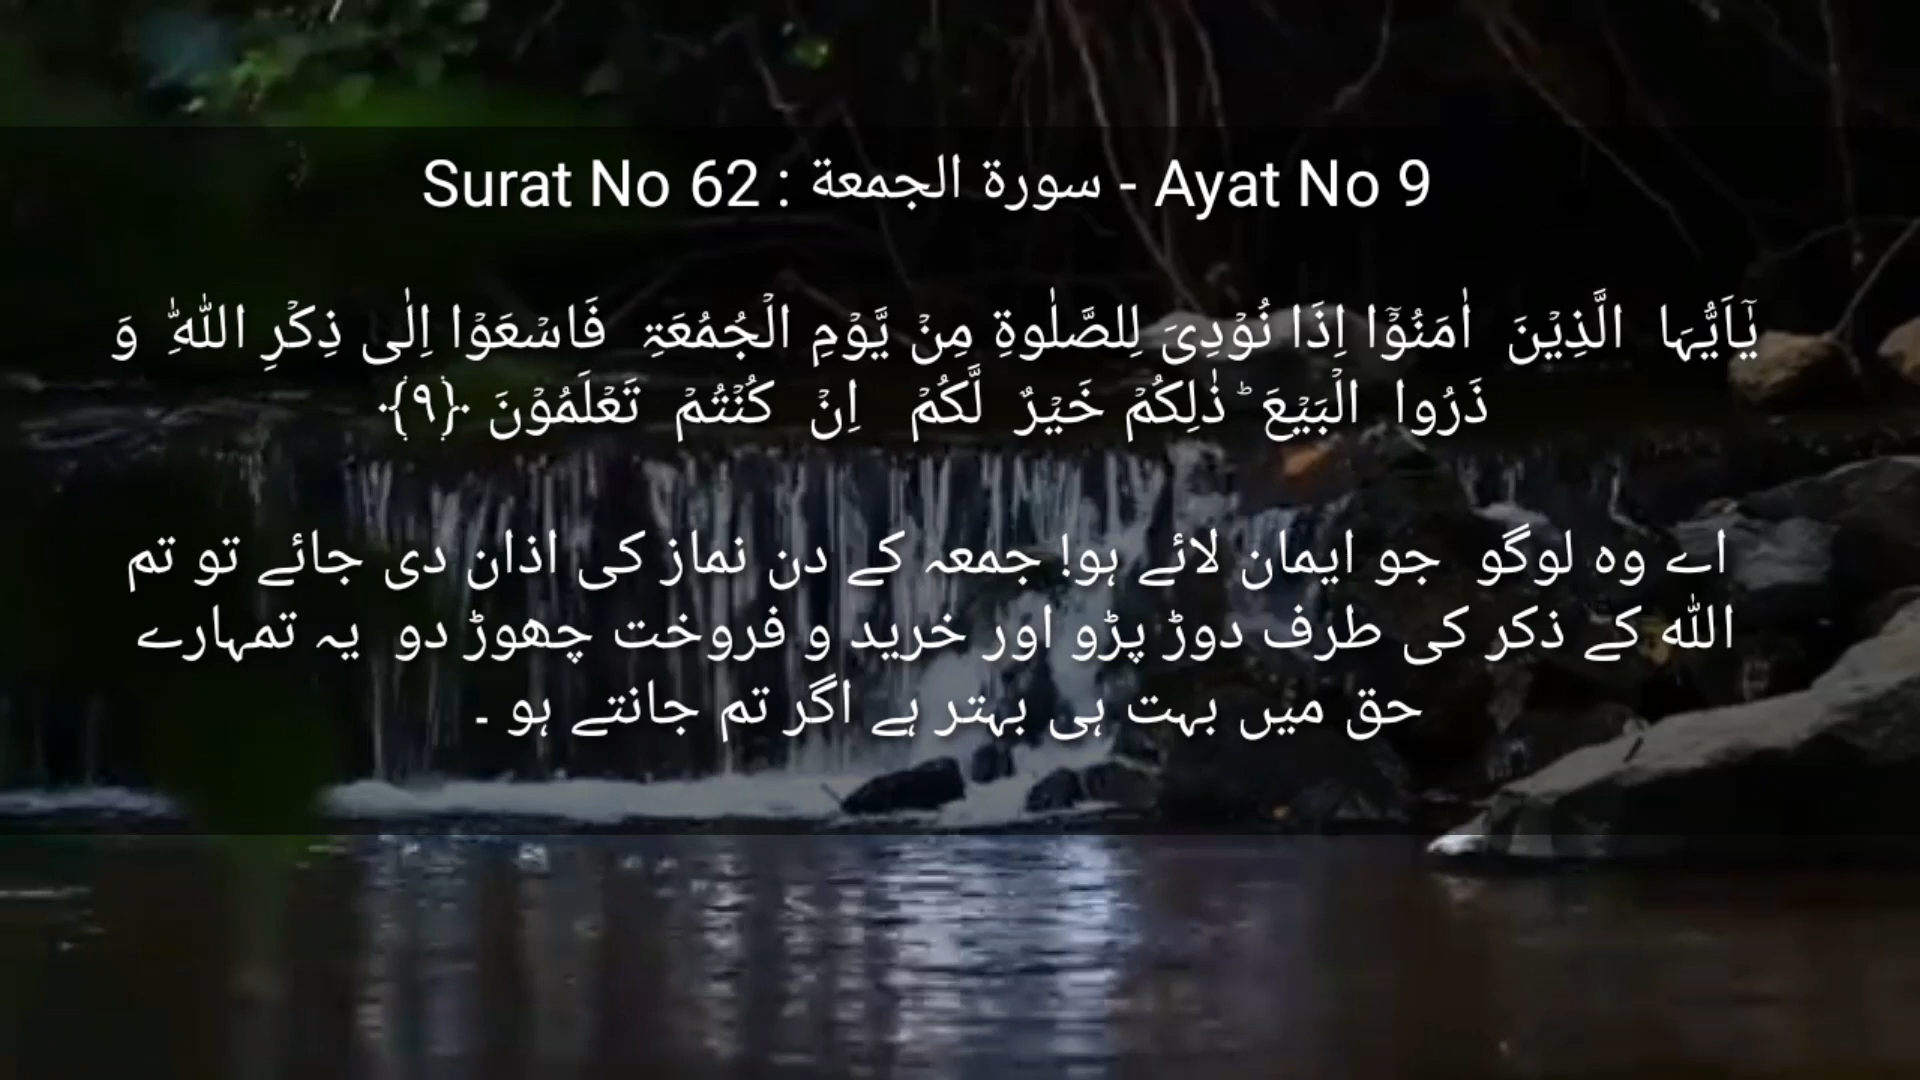 Surat No 62 : سورة الجمعة - Ayat No 9
یٰۤاَیُّہَا الَّذِیۡنَ اٰمَنُوۡۤا اِذَا نُوۡدِیَ لِلصَّلٰوۃِ مِنۡ یَّوۡمِ الۡجُمُعَۃِ فَاسۡعَوۡا اِلٰی ذِکۡرِ اللّٰہِ وَ
ذَرُوا الۡبَیۡعَ ؕ ذٰلِکُمۡ خَیۡرٌ لَّکُمۡ اِنۡ کُنۡتُمۡ تَعۡلَمُوۡنَ ﴿۹﴾
اے وہ لوگو جو ایمان لائے ہو! جمعہ کے دن نماز کی اذان دی جائے تو تم
اللہ کے ذکر کی طرف دوڑ پڑو اور خرید و فروخت چھوڑ دو یہ تمہارے
حق میں بہت ہی بہتر ہے اگر تم جانتے ہو ۔